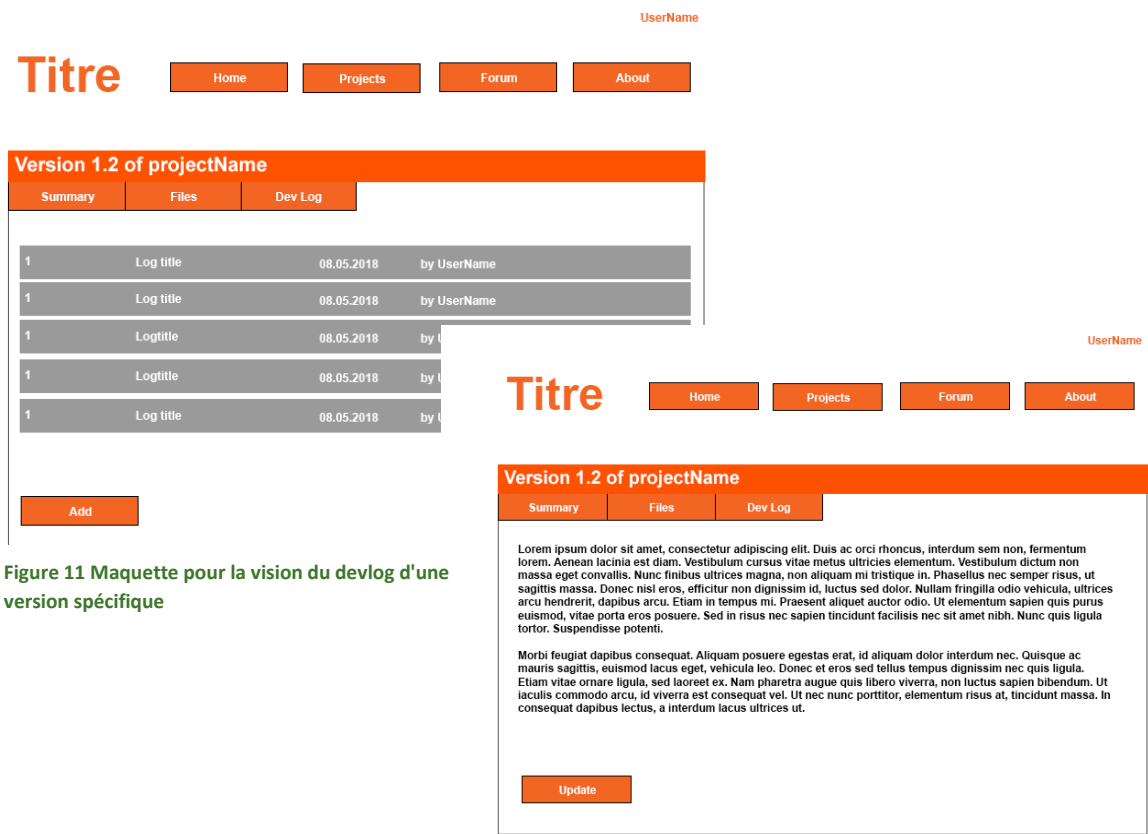 UserName
Titre
Home
Projects
Forum
About
Version 1.2 of projectName
Summary
Files
Dev Log
1 Log title 08.05.2018 by UserName
1 Log title 08.05.2018 by UserName
1 Logtitle 08.05.2018 by
1 Logtitle 08.05.2018 by
1 Log title 08.05.2018 by
Add
Figure 11 Maquette pour la vision du devlog d'une
version spécifique
UserName
Titre
Home
Projects
Forum
About
Version 1.2 of projectName
Summary
Files
Dev Log
Lorem ipsum dolor sit amet, consectetur adipiscing elit. Duis ac orci rhoncus, interdum sem non, fermentum
lorem. Aenean lacinia est diam. Vestibulum cursus vitae metus ultricies elementum. Vestibulum dictum non
massa eget convallis. Nunc finibus ultrices magna, non aliquam mi tristique in. Phasellus nec semper risus, ut
sagittis massa. Donec nisl eros, efficitur non dignissim id, luctus sed dolor. Nullam fringilla odio vehicula, ultrices
arcu hendrerit, dapibus arcu. Etiam in tempus mi. Praesent aliquet auctor odio. Ut elementum sapien quis purus
euismod, vitae porta eros posuere. Sed in risus nec sapien tincidunt facilisis nec sit amet nibh. Nunc quis ligula
tortor. Suspendisse potenti.
Morbi feugiat dapibus consequat. Aliquam posuere egestas erat, id aliquam dolor interdum nec. Quisque ac
mauris sagittis, euismod lacus eget, vehicula leo. Donec et eros sed tellus tempus dignissim nec quis ligula.
Etiam vitae ornare ligula, sed laoreet ex. Nam pharetra augue quis libero viverra, non luctus sapien bibendum. Ut
iaculis commodo arcu, id viverra est consequat vel. Ut nec nunc porttitor, elementum risus at, tincidunt massa. In
consequat dapibus lectus, a interdum lacus ultrices ut.
Update